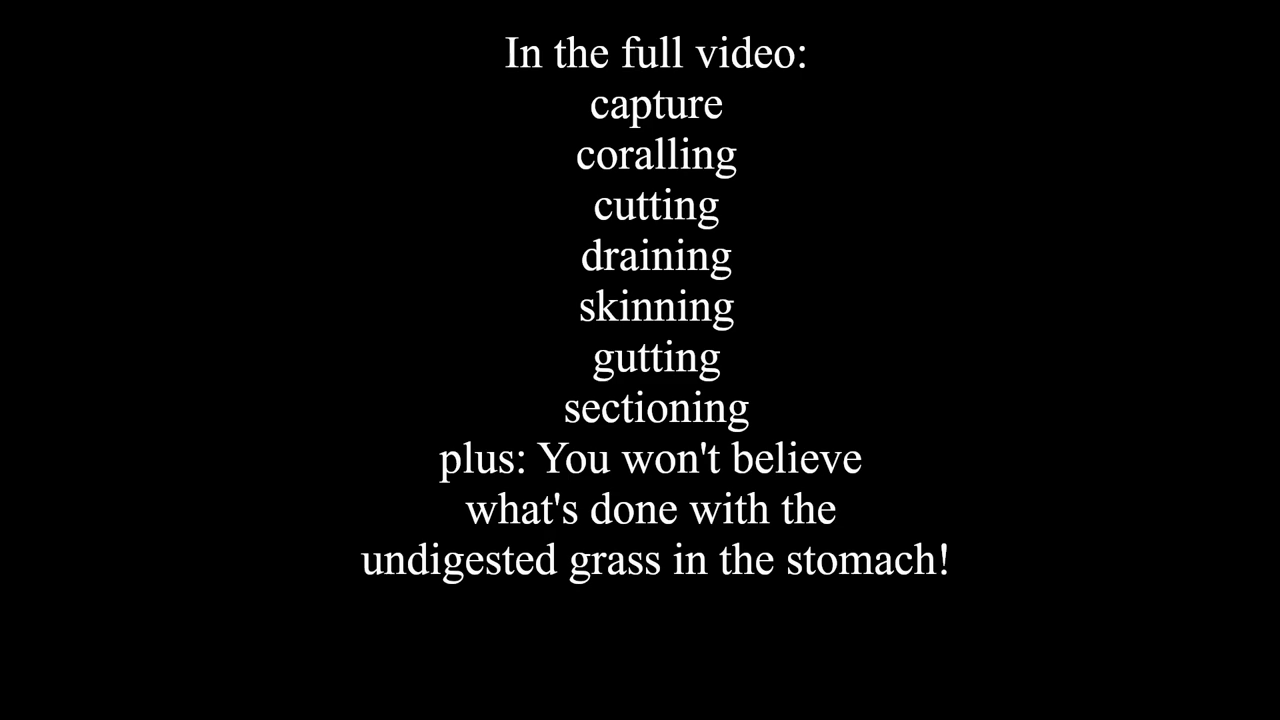 In the full video:
capture
coralling
cutting
draining
skinning
gutting
sectioning
plus: You won't believe
what's done with the
undigested grass in the stomach!